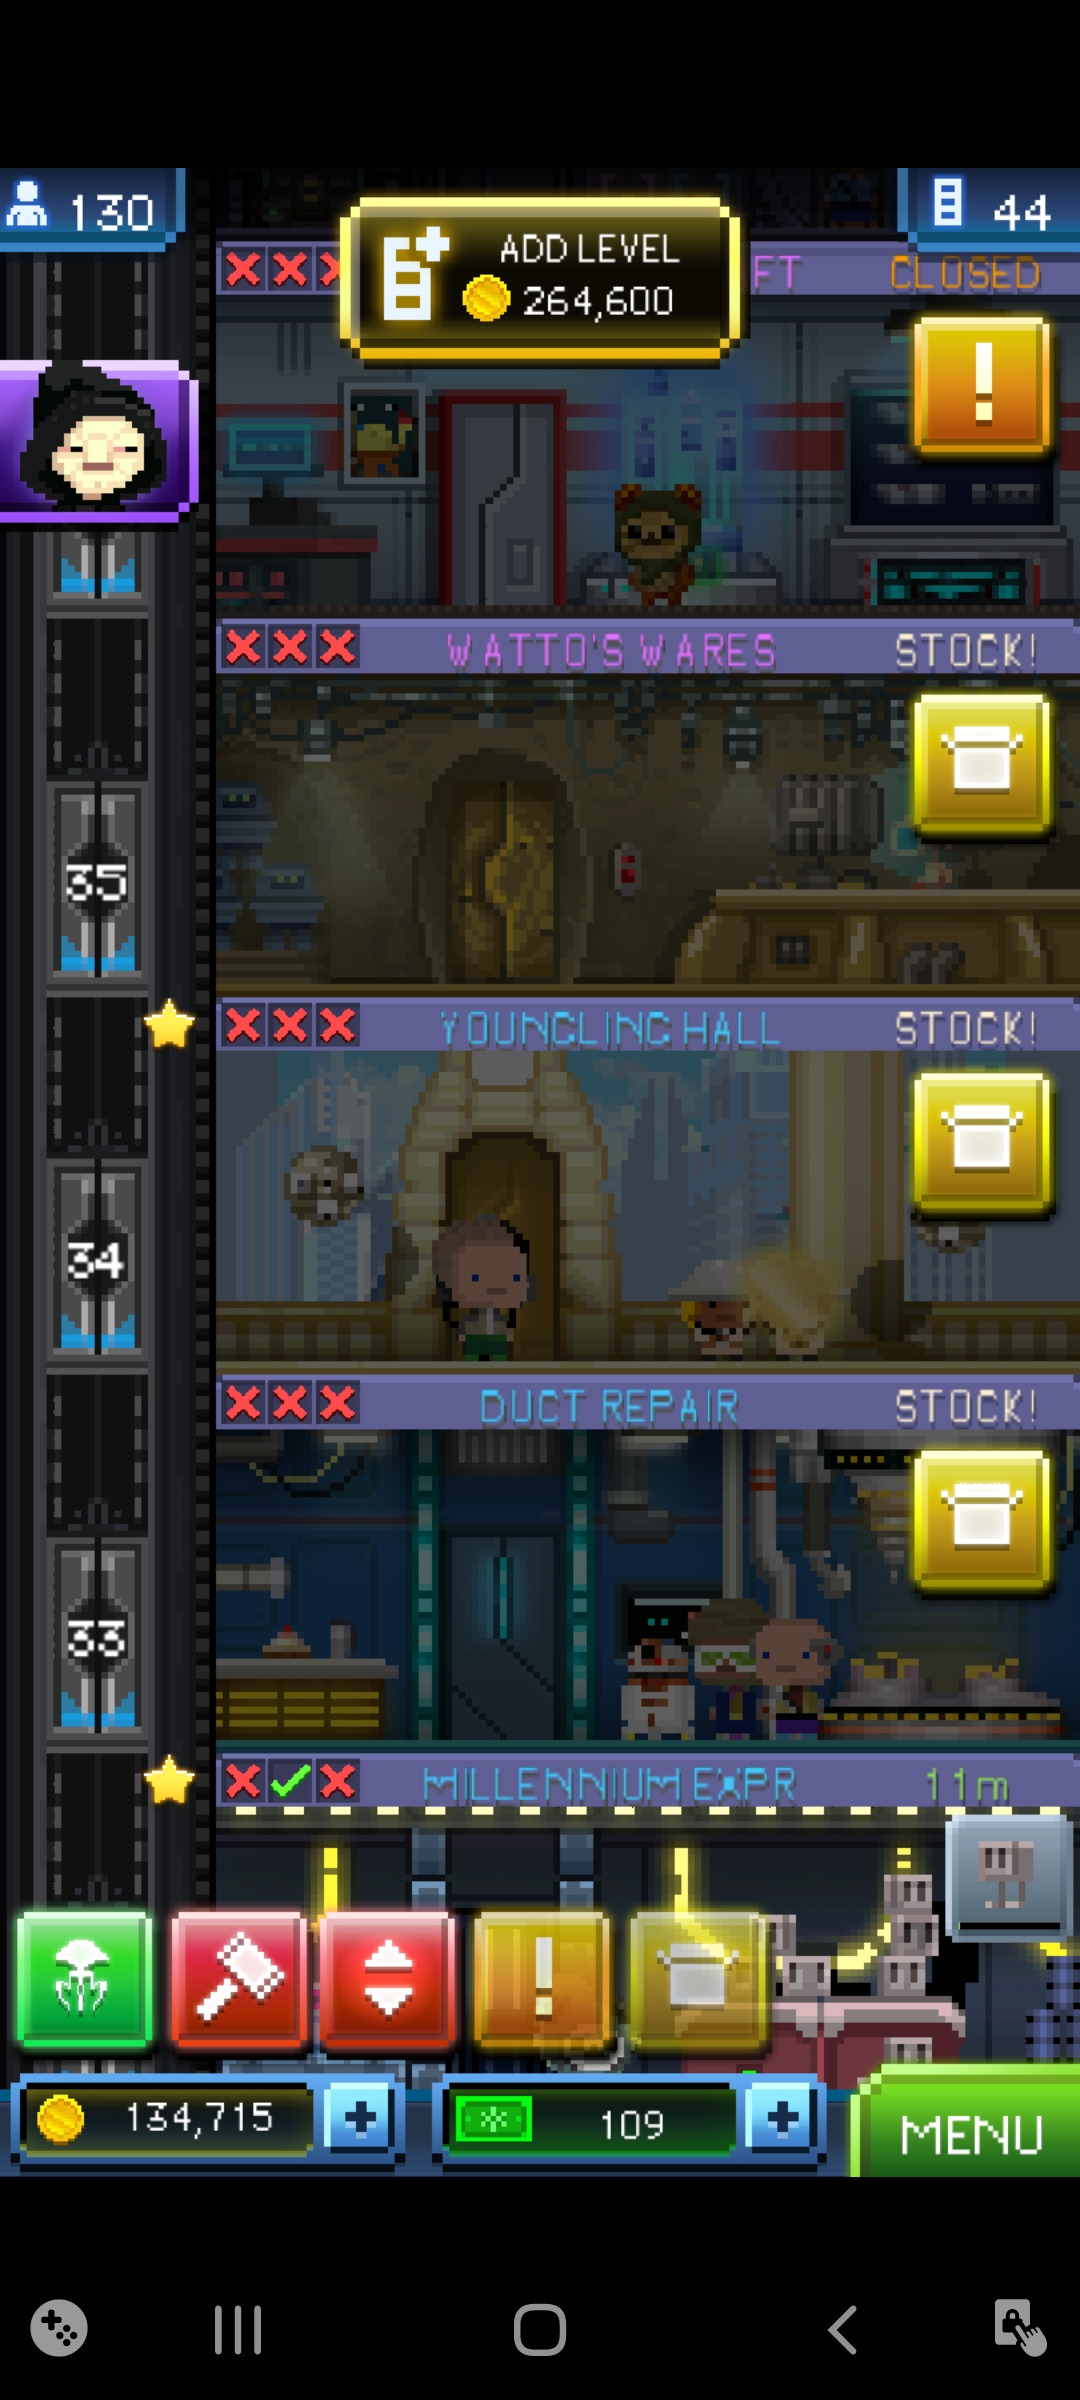 130
44
ADD LEVEL
264,600
FT
CLOSED
!
WATTO'S WARES
STOCK!
35
YOUNGLING HALL
STOCK!
34
DUCT REPAIR
STOCK!
33
MILLENNIUM EXPR
11m
!
134,715
+
109
+
MENU